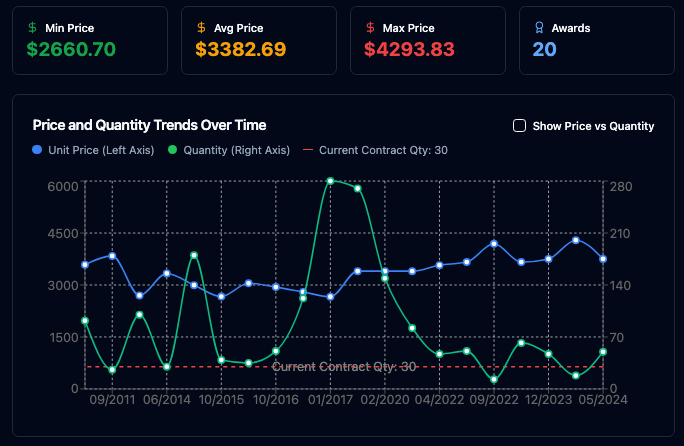 $ Min Price
$2660.70
$ Avg Price
$3382.69
$ Max Price
$4293.83
Awards
20
Price and Quantity Trends Over Time
Show Price vs Quantity
Unit Price (Left Axis)
Quantity (Right Axis)
Current Contract Qty: 30
6000
4500
3000
1500
0
280
210
140
70
0
Current Contract Qty: 30
09/2011
06/2014
10/2015
10/2016
01/2017
02/2020
04/2022
09/2022
12/2023
05/2024